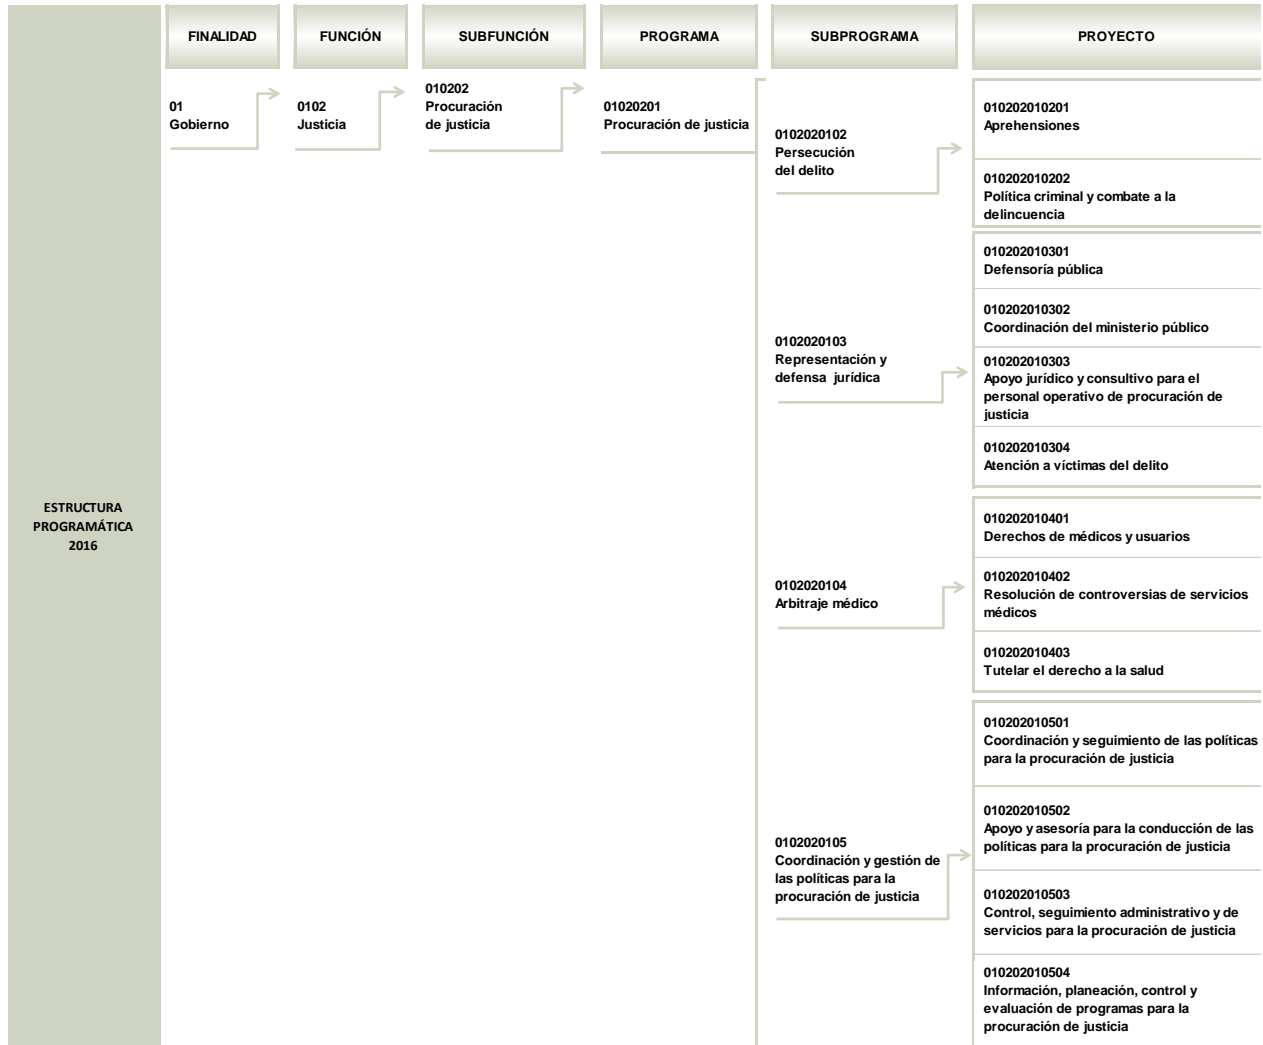 FINALIDAD
FUNCIÓN
SUBFUNCIÓN
PROGRAMA
SUBPROGRAMA
PROYECTO
ESTRUCTURA
PROGRAMÁTICA
2016
01
Gobierno
0102
Justicia
010202
Procuración
de justicia
01020201
Procuración de justicia
0102020102
Persecución
del delito
010202010201
Aprehensiones
010202010202
Política criminal y combate a la
delincuencia
0102020103
Representación y
defensa jurídica
010202010301
Defensoría pública
010202010302
Coordinación del ministerio público
010202010303
Apoyo jurídico y consultivo para el
personal operativo de procuración de
justicia
010202010304
Atención a víctimas del delito
0102020104
Arbitraje médico
010202010401
Derechos de médicos y usuarios
010202010402
Resolución de controversias de servicios
médicos
010202010403
Tutelar el derecho a la salud
0102020105
Coordinación y gestión de
las políticas para la
procuración de justicia
010202010501
Coordinación y seguimiento de las políticas
para la procuración de justicia
010202010502
Apoyo y asesoría para la conducción de las
políticas para la procuración de justicia
010202010503
Control, seguimiento administrativo y de
servicios para la procuración de justicia
010202010504
Información, planeación, control y
evaluación de programas para la
procuración de justicia